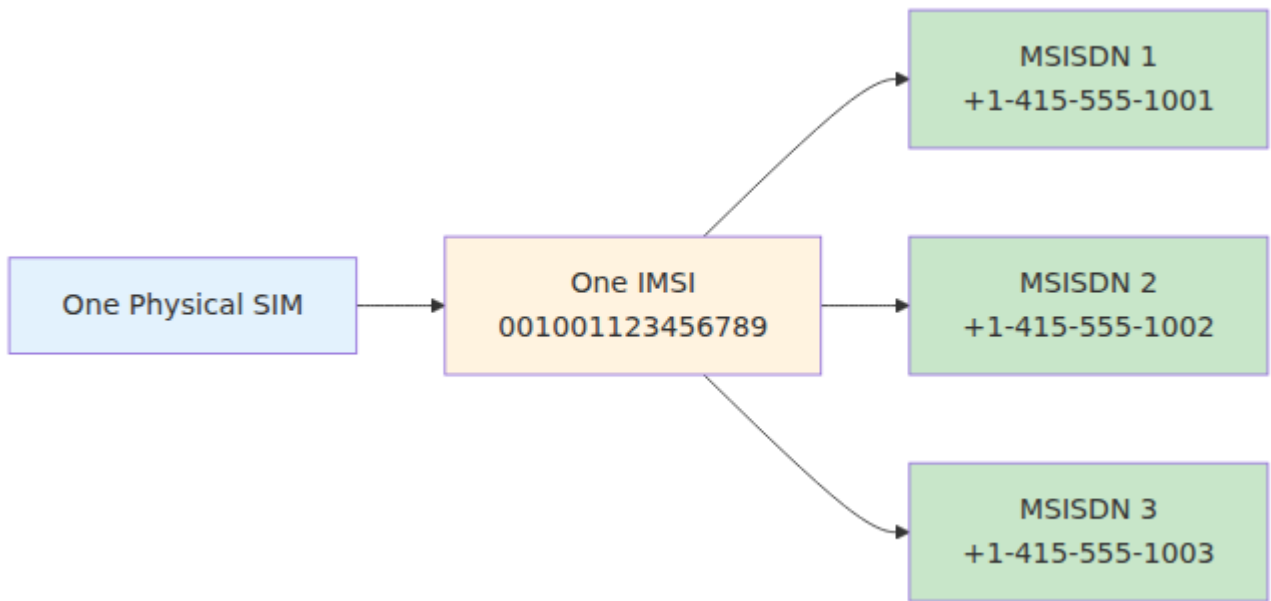 One Physical SIM
One IMSI
001001123456789
MSISDN 1
+1-415-555-1001
MSISDN 2
+1-415-555-1002
MSISDN 3
+1-415-555-1003